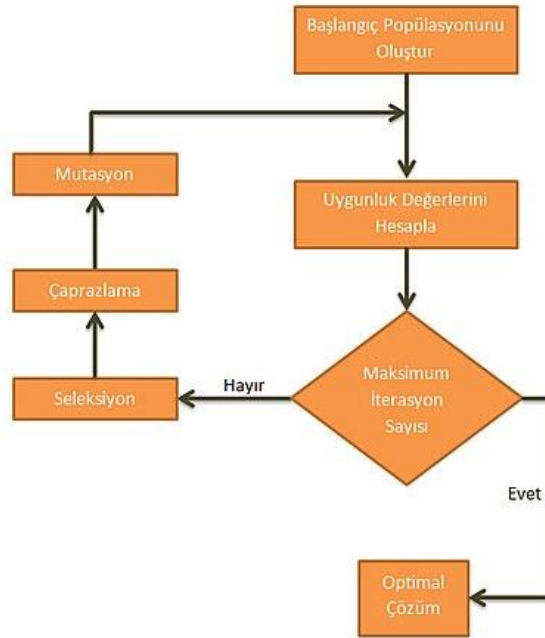 Başlangıç Popülasyonunu
Oluştur
Mutasyon
Uygunluk Değerlerini
Hesapla
Çaprazlama
Seleksiyon
Hayır
Maksimum
İterasyon
Sayısı
Evet
Optimal
Çözüm